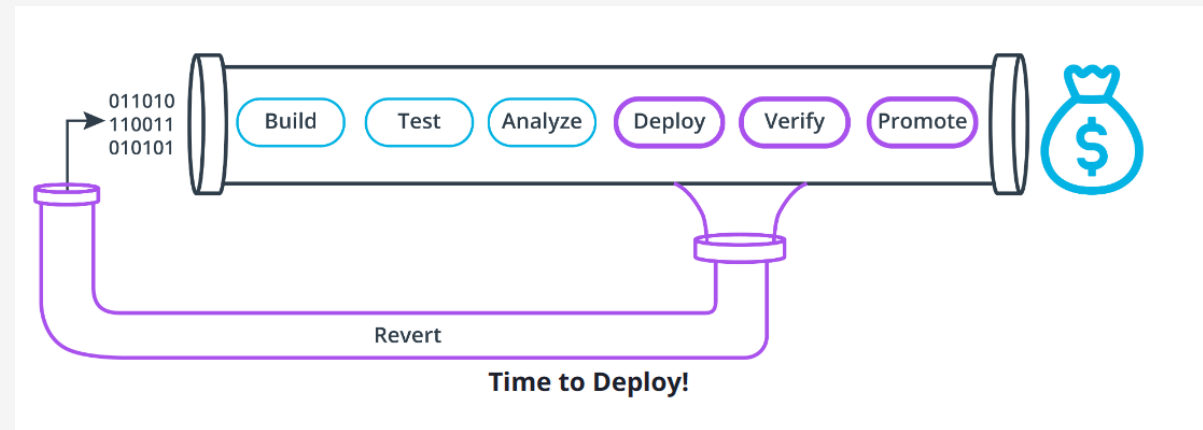 011010
110011
010101
Build
Test
Analyze
Deploy
Verify
Promote
$
Revert
Time to Deploy!